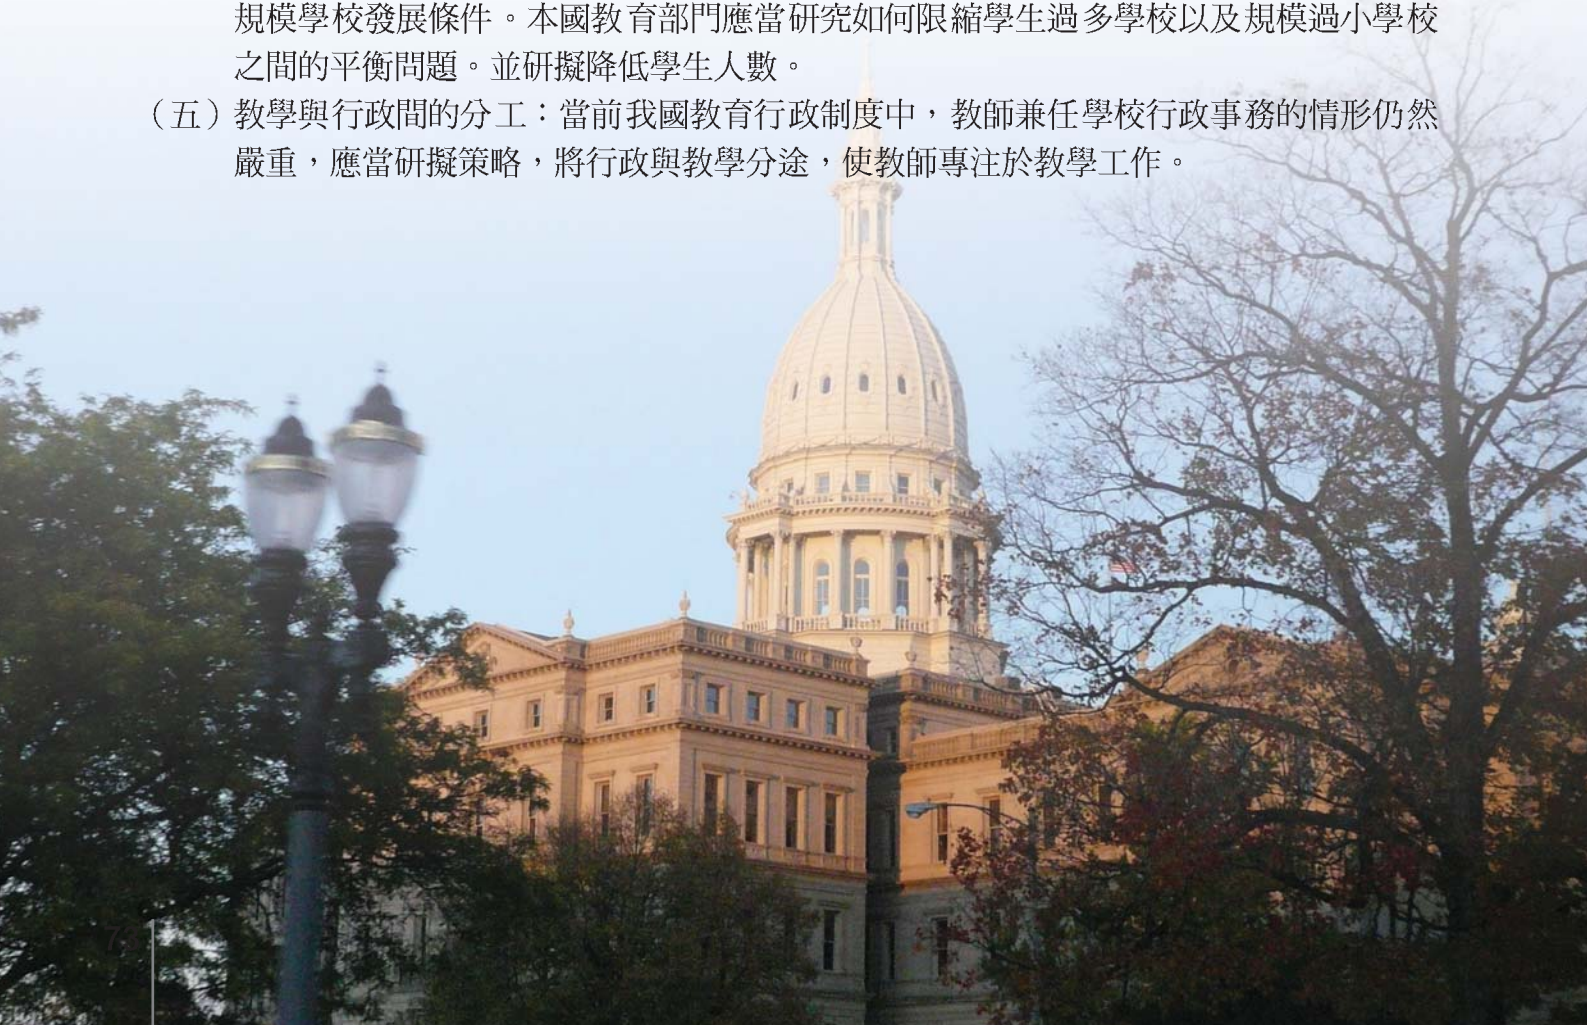 規模學校發展條件。本國教育部門應當研究如何限縮學生過多學校以及規模過小學校
之間的平衡問題。並研擬降低學生人數。
（五）教學與行政間的分工：當前我國教育行政制度中，教師兼任學校行政事務的情形仍然
嚴重，應當研擬策略，將行政與教學分途，使教師專注於教學工作。